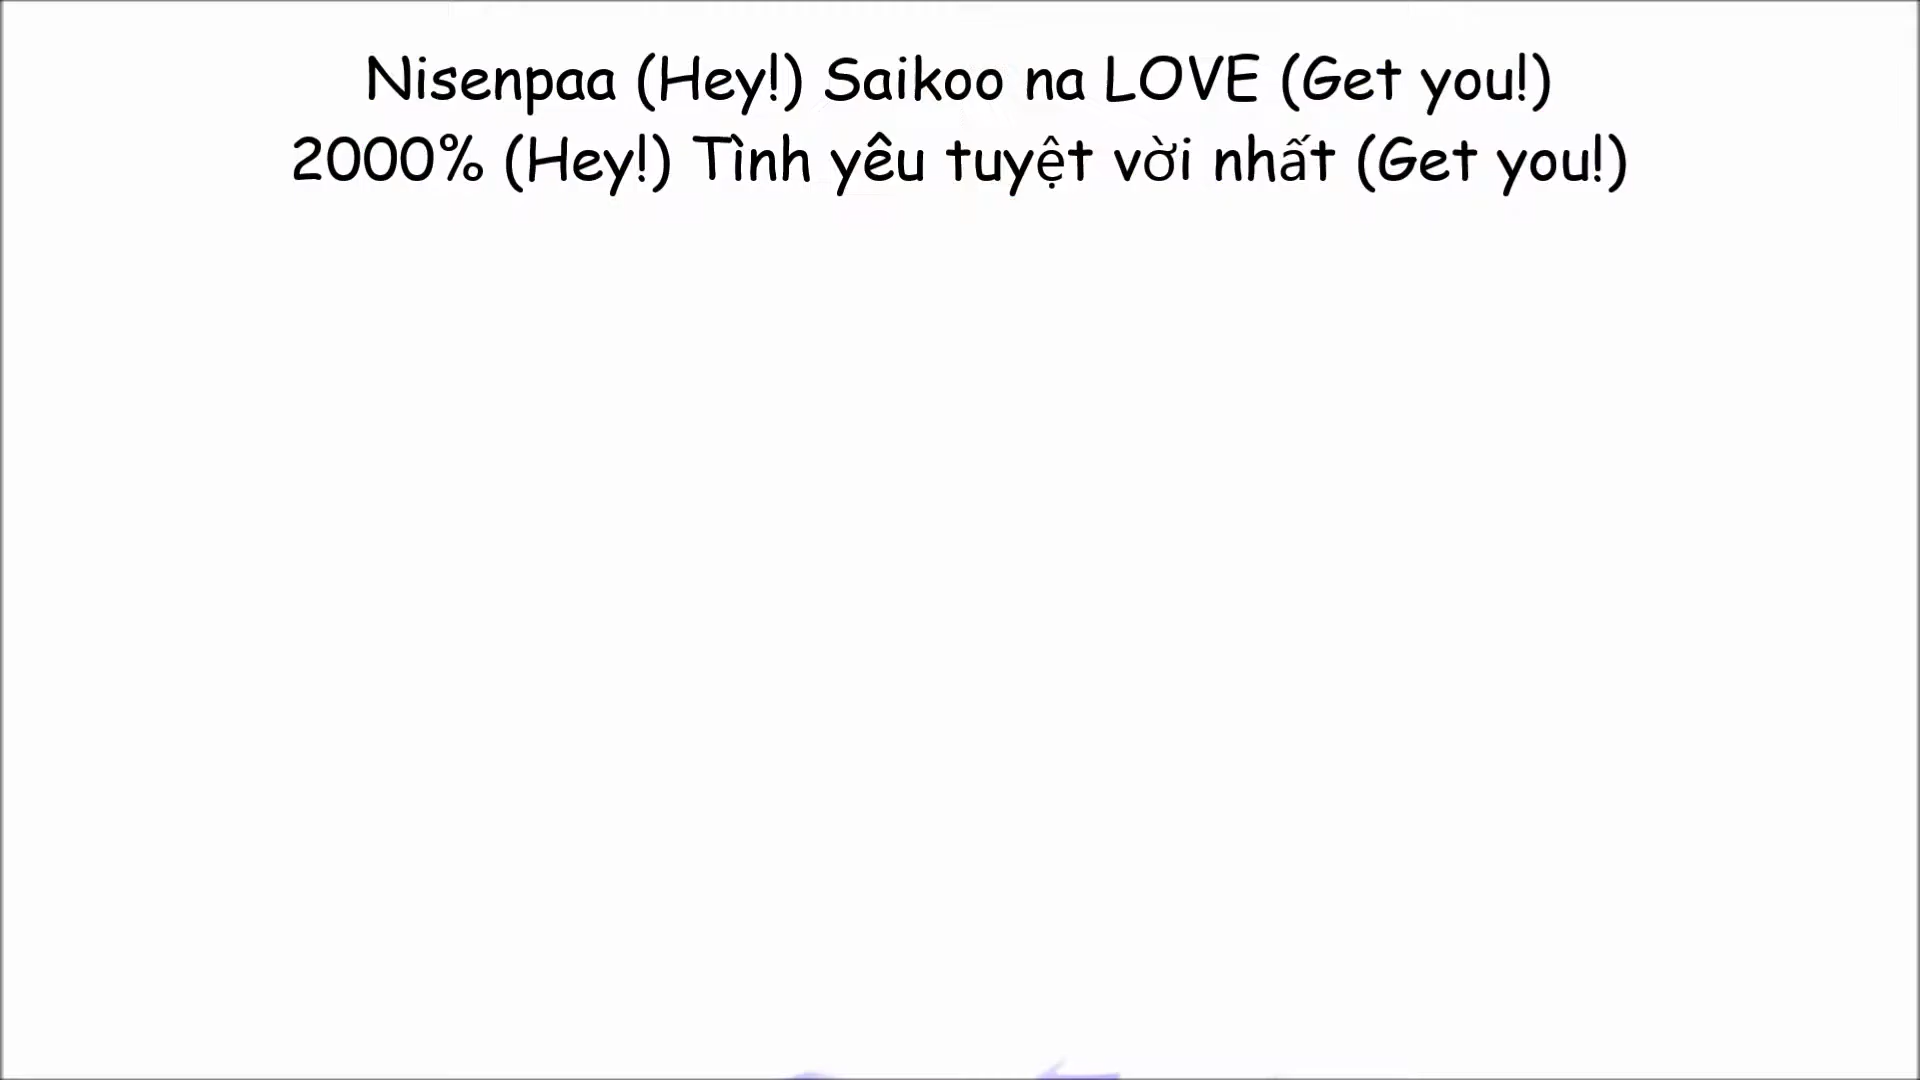 Nisenpaa (Hey!) Saikoo na LOVE (Get you!)
2000% (Hey!) Tình yêu tuyệt vời nhất (Get you!)